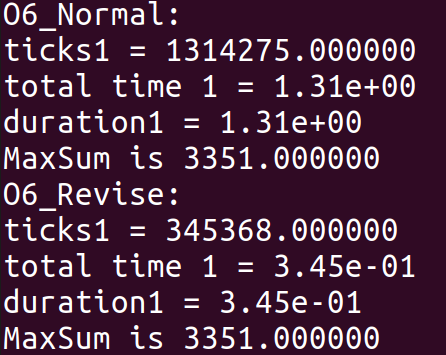 O6_Normal:
ticks1 = 1314275.000000
total time 1 = 1.31e+00
duration1 = 1.31e+00
MaxSum is 3351.000000
O6_Revise:
ticks1 = 345368.000000
total time 1 = 3.45e-01
duration1 = 3.45e-01
MaxSum is 3351.000000